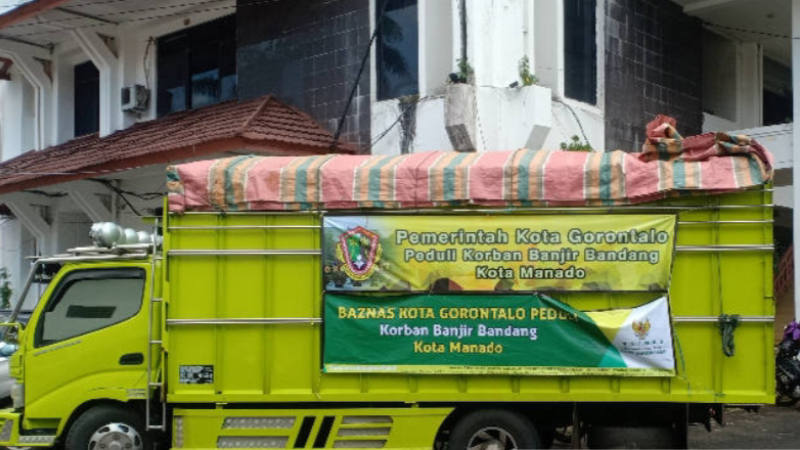 Pemerintah Kota Gorontalo
Peduli Korban Banjir Bandang
Kota Manado
BAZNAS KOTA GORONTALO PEDULI
Korban Banjir Bandang
Kota Manado